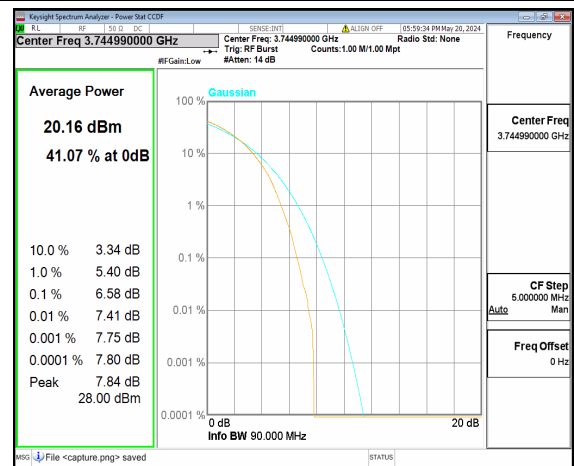 Keysight Spectrum Analyzer - Power Stat CCDF
RL RF 50 Ω DC SENSE:INT ALIGN OFF 05:59:34 PM May 20, 2024
Center Freq 3.744990000 GHz
Center Freq: 3.744990000 GHz Radio Std: None
Trig: RF Burst Counts:1.00 M/1.00 Mpt
#IFGain:Low #Atten: 14 dB
Frequency
Average Power
20.16 dBm
41.07 % at 0dB
10.0 % 3.34 dB
1.0 % 5.40 dB
0.1 % 6.58 dB
0.01 % 7.41 dB
0.001 % 7.75 dB
0.0001 % 7.80 dB
Peak 7.84 dB
28.00 dBm
Gaussian
100 %
10 %
1 %
0.1 %
0.01 %
0.001 %
0.0001 %
0 dB 20 dB
Info BW 90.000 MHz
Center Freq
3.744990000 GHz
CF Step
5.000000 MHz
Auto Man
Freq Offset
0 Hz
MSG File <capture.png> saved STATUS